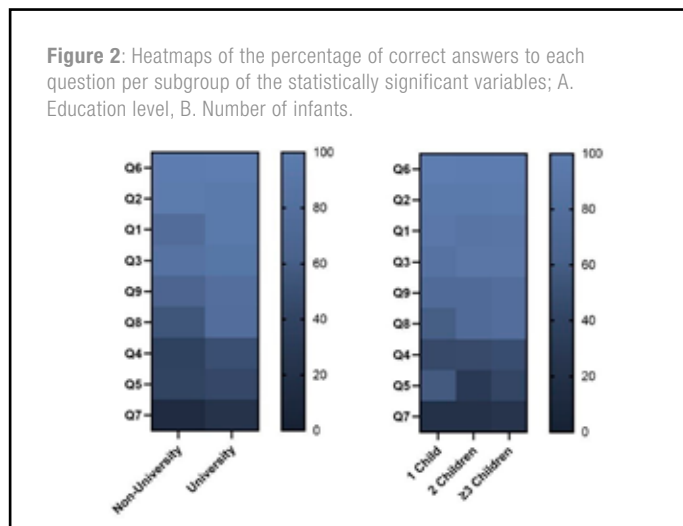 Figure 2: Heatmaps of the percentage of correct answers to each
question per subgroup of the statistically significant variables; A.
Education level, B. Number of infants.
Q6
Q2
Q1
Q3
Q9
Q8
Q4
Q5
Q7
Non-University
University
100
80
60
40
20
0
Q6
Q2
Q1
Q3
Q9
Q8
Q4
Q5
Q7
1 Child
2 Children
≥3 Children
100
80
60
40
20
0